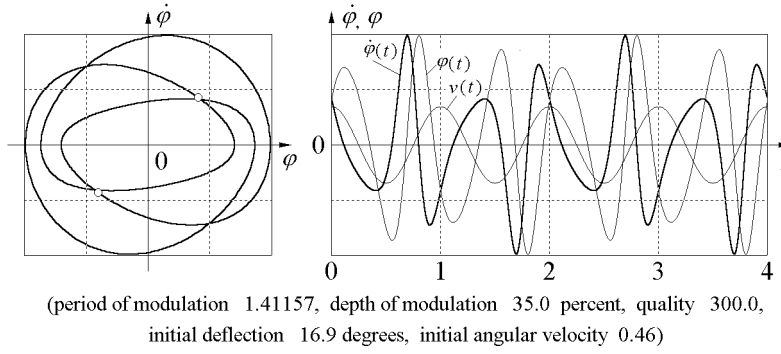 φ̇
φ̇, φ
φ̇(t)
φ(t)
v(t)
0
φ
0
0 1 2 3 4
(period of modulation 1.41157, depth of modulation 35.0 percent, quality 300.0,
initial deflection 16.9 degrees, initial angular velocity 0.46)